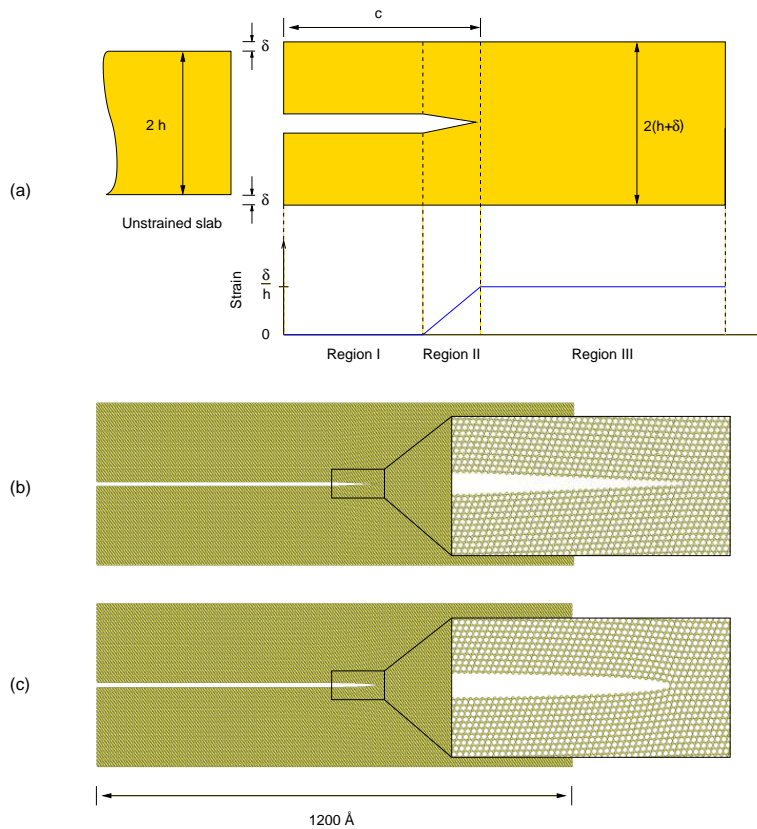 c
δ
2 h
2(h+δ)
(a)
δ
Unstrained slab
Strain
δ
h
0
Region I
Region II
Region III
(b)
(c)
1200 Å